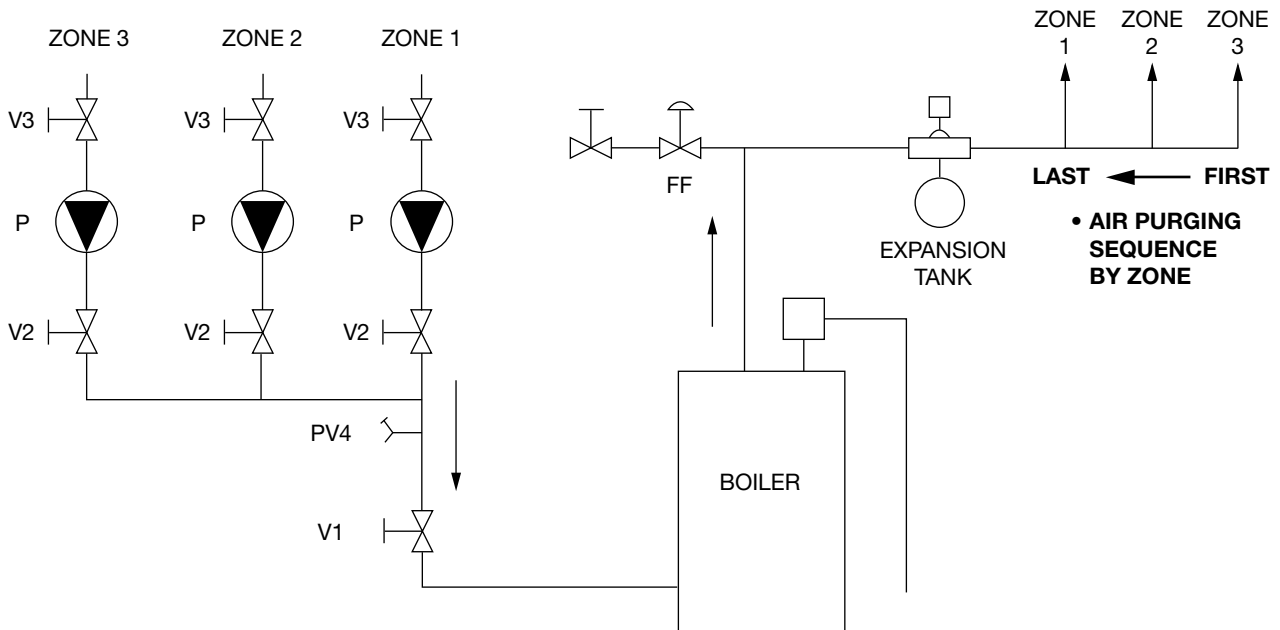 ZONE 3
ZONE 2
ZONE 1
ZONE
1
ZONE
2
ZONE
3
V3
V3
V3
FF
LAST
FIRST
P
P
P
• AIR PURGING
SEQUENCE
BY ZONE
EXPANSION
TANK
V2
V2
V2
PV4
BOILER
V1